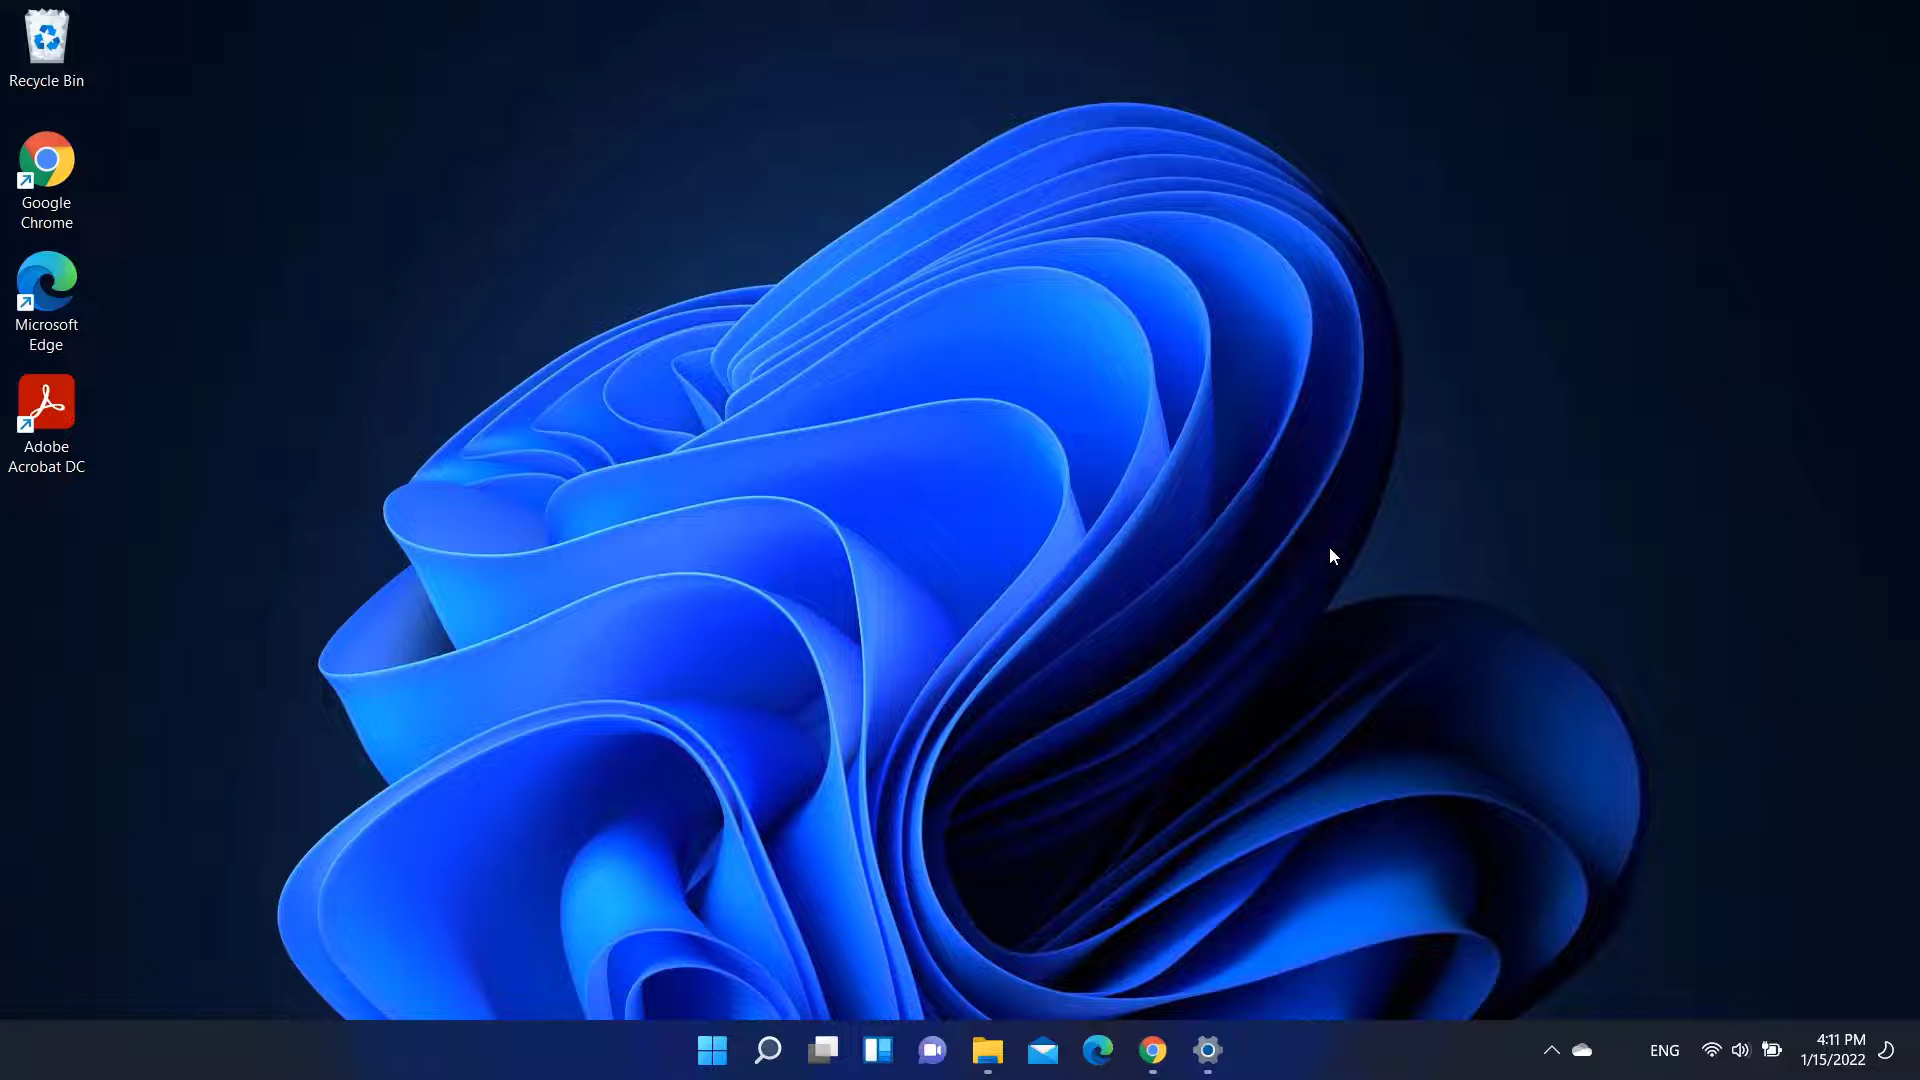 Recycle Bin
Google
Chrome
Microsoft
Edge
Adobe
Acrobat DC
ENG
4:11 PM
1/15/2022